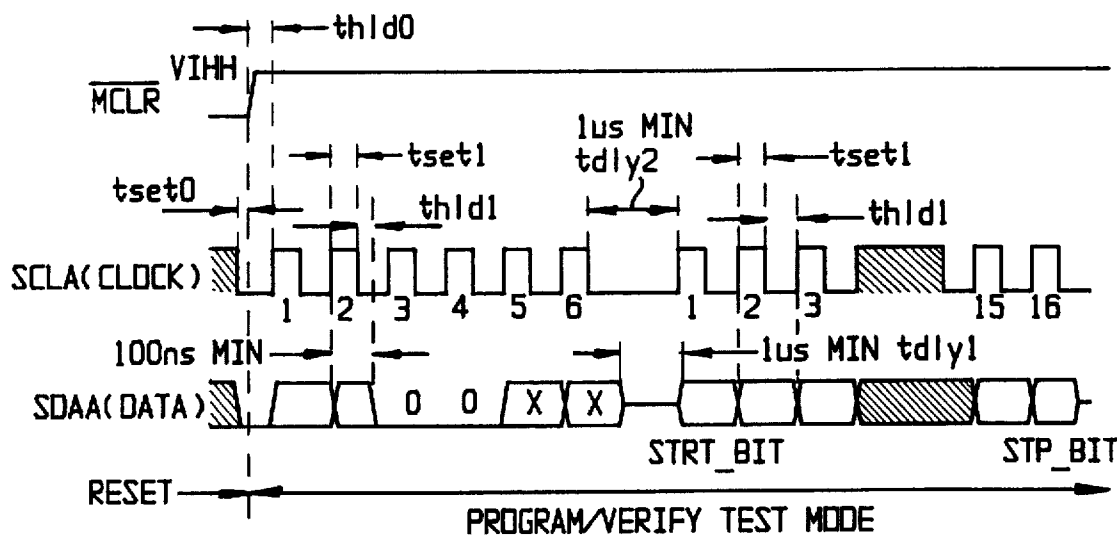 thld0
VIHH
MCLR
1us MIN
tdly2
tset1
tset1
tset0
thld1
thld1
SCLA(CLOCK)
1 2 3 4 5 6 1 2 3 15 16
100ns MIN
1us MIN tdly1
SDAA(DATA)
0 0 X X
STRT_BIT
STP_BIT
RESET
PROGRAM/VERIFY TEST MODE